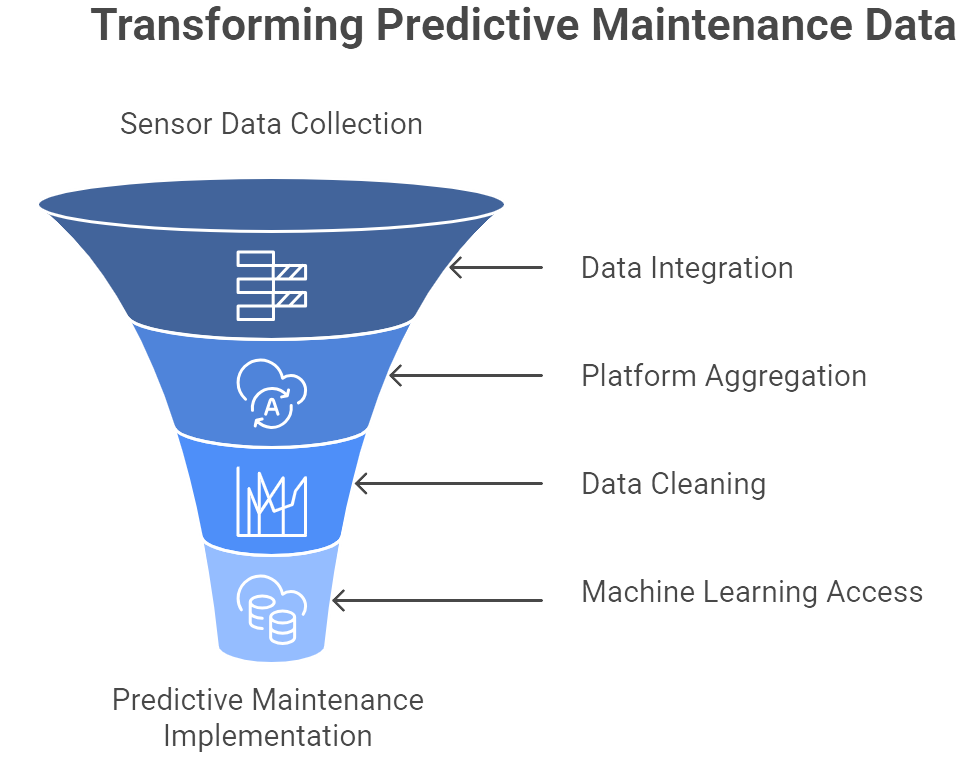 Transforming Predictive Maintenance Data
Sensor Data Collection
Data Integration
Platform Aggregation
A
Data Cleaning
Machine Learning Access
Predictive Maintenance
Implementation